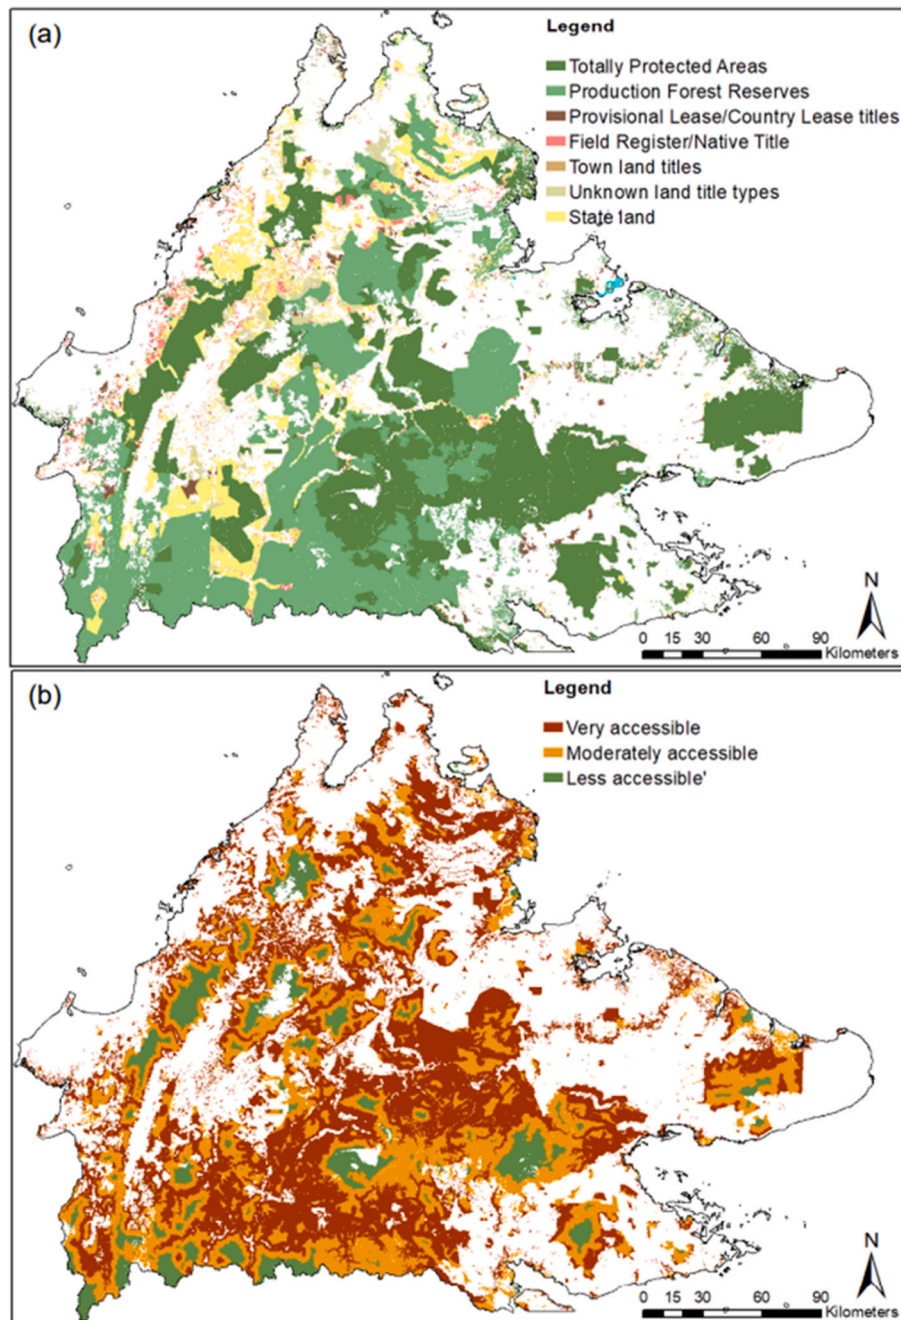 (a)
Legend
Totally Protected Areas
Production Forest Reserves
Provisional Lease/Country Lease titles
Field Register/Native Title
Town land titles
Unknown land title types
State land
N
0 15 30 60 90
Kilometers
(b)
Legend
Very accessible
Moderately accessible
Less accessible'
N
0 15 30 60 90
Kilometers